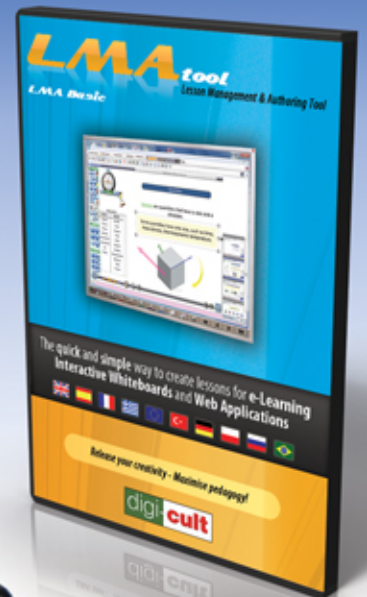 LMA tool
Lesson Management & Authoring Tool
LMA Basic
The quick and simple way to create lessons for e-Learning
Interactive Whiteboards and Web Applications
Release your creativity - Maximise pedagogy!
digi-cult